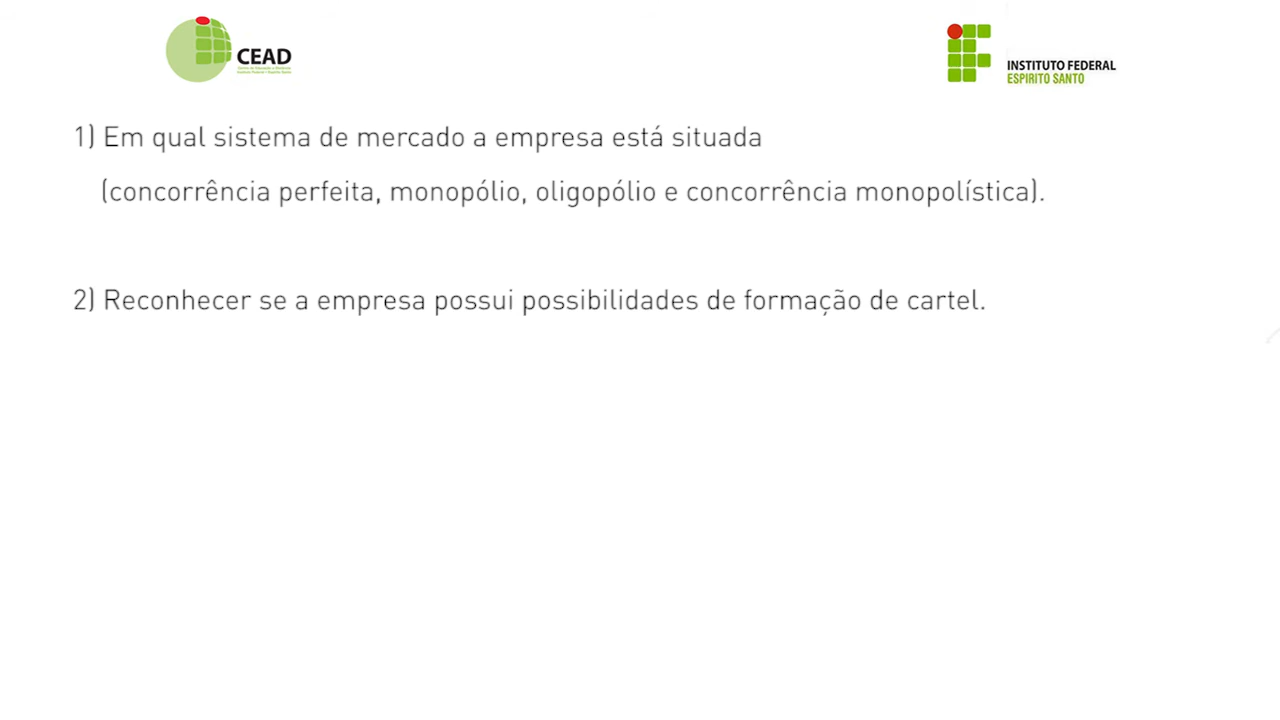 CEAD
INSTITUTO FEDERAL
ESPÍRITO SANTO
1) Em qual sistema de mercado a empresa está situada
(concorrência perfeita, monopólio, oligopólio e concorrência monopolística).
2) Reconhecer se a empresa possui possibilidades de formação de cartel.